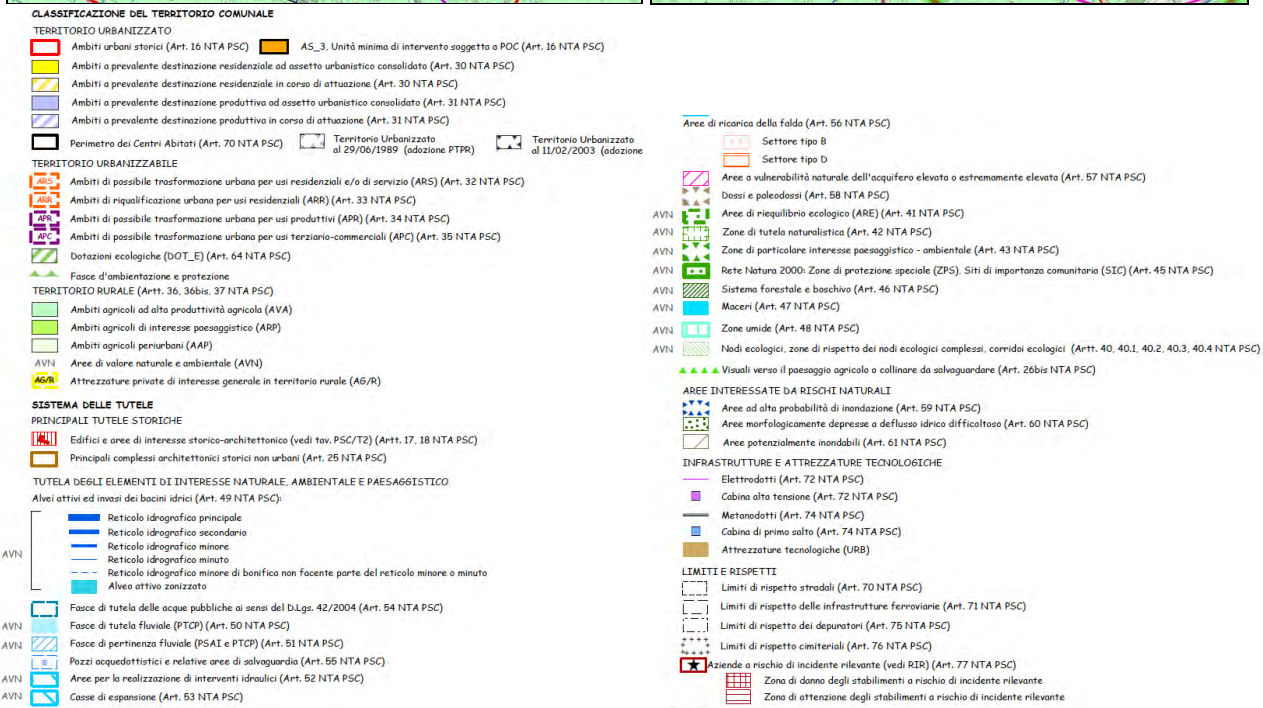 CLASSIFICAZIONE DEL TERRITORIO COMUNALE
TERRITORIO URBANIZZATO
Ambiti urbani storici (Art. 16 NTA PSC) AS_3, Unità minima di intervento soggetta a POC (Art. 16 NTA PSC)
Ambiti a prevalente destinazione residenziale ad assetto urbanistico consolidato (Art. 30 NTA PSC)
Ambiti a prevalente destinazione residenziale in corso di attuazione (Art. 30 NTA PSC)
Ambiti a prevalente destinazione produttiva ad assetto urbanistico consolidato (Art. 31 NTA PSC)
Ambiti a prevalente destinazione produttiva in corso di attuazione (Art. 31 NTA PSC)
Perimetro dei Centri Abitati (Art. 70 NTA PSC) Territorio Urbanizzato Territorio Urbanizzato
al 29/06/1989 (adozione PTPR) al 11/02/2003 (adozione
TERRITORIO URBANIZZABILE
ARS Ambiti di possibile trasformazione urbana per usi residenziali e/o di servizio (ARS) (Art. 32 NTA PSC)
ARR Ambiti di riqualificazione urbana per usi residenziali (ARR) (Art. 33 NTA PSC)
APR Ambiti di possibile trasformazione urbana per usi produttivi (APR) (Art. 34 NTA PSC)
APC Ambiti di possibile trasformazione urbana per usi terziario-commerciali (APC) (Art. 35 NTA PSC)
Dotazioni ecologiche (DOT_E) (Art. 64 NTA PSC)
Fasce d'ambientazione e protezione
TERRITORIO RURALE (Artt. 36, 36bis, 37 NTA PSC)
Ambiti agricoli ad alta produttività agricola (AVA)
Ambiti agricoli di interesse paesaggistico (ARP)
Ambiti agricoli periurbani (AAP)
AVN Aree di valore naturale e ambientale (AVN)
AG/R Attrezzature private di interesse generale in territorio rurale (AG/R)
SISTEMA DELLE TUTELE
PRINCIPALI TUTELE STORICHE
Edifici e aree di interesse storico-architettonico (vedi tav. PSC/T2) (Artt. 17, 18 NTA PSC)
Principali complessi architettonici storici non urbani (Art. 25 NTA PSC)
TUTELA DEGLI ELEMENTI DI INTERESSE NATURALE, AMBIENTALE E PAESAGGISTICO
Alvei attivi ed invasi dei bacini idrici (Art. 49 NTA PSC):
Reticolo idrografico principale
Reticolo idrografico secondario
Reticolo idrografico minore
AVN
Reticolo idrografico minuto
Reticolo idrografico minore di bonifica non facente parte del reticolo minore o minuto
Alveo attivo zonizzato
Fasce di tutela delle acque pubbliche ai sensi del D.Lgs. 42/2004 (Art. 54 NTA PSC)
AVN Fasce di tutela fluviale (PTCP) (Art. 50 NTA PSC)
AVN Fasce di pertinenza fluviale (PSAI e PTCP) (Art. 51 NTA PSC)
Pozzi acquedottistici e relative aree di salvaguardia (Art. 55 NTA PSC)
AVN Aree per la realizzazione di interventi idraulici (Art. 52 NTA PSC)
AVN Casse di espansione (Art. 53 NTA PSC)
Aree di ricarica della falda (Art. 56 NTA PSC)
Settore tipo B
Settore tipo D
Aree a vulnerabilità naturale dell'acquifero elevata o estremamente elevata (Art. 57 NTA PSC)
Dossi e paleodossi (Art. 58 NTA PSC)
AVN Aree di riequilibrio ecologico (ARE) (Art. 41 NTA PSC)
AVN Zone di tutela naturalistica (Art. 42 NTA PSC)
AVN Zone di particolare interesse paesaggistico - ambientale (Art. 43 NTA PSC)
AVN Rete Natura 2000: Zone di protezione speciale (ZPS), Siti di importanza comunitaria (SIC) (Art. 45 NTA PSC)
AVN Sistema forestale e boschivo (Art. 46 NTA PSC)
AVN Maceri (Art. 47 NTA PSC)
AVN Zone umide (Art. 48 NTA PSC)
AVN Nodi ecologici, zone di rispetto dei nodi ecologici complessi, corridoi ecologici (Artt. 40, 40.1, 40.2, 40.3, 40.4 NTA PSC)
Visuali verso il paesaggio agricolo o collinare da salvaguardare (Art. 26bis NTA PSC)
AREE INTERESSATE DA RISCHI NATURALI
Aree ad alta probabilità di inondazione (Art. 59 NTA PSC)
Aree morfologicamente depresse a deflusso idrico difficoltoso (Art. 60 NTA PSC)
Aree potenzialmente inondabili (Art. 61 NTA PSC)
INFRASTRUTTURE E ATTREZZATURE TECNOLOGICHE
Elettrodotti (Art. 72 NTA PSC)
Cabina alta tensione (Art. 72 NTA PSC)
Metanodotti (Art. 74 NTA PSC)
Cabina di primo salto (Art. 74 NTA PSC)
Attrezzature tecnologiche (URB)
LIMITI E RISPETTI
Limiti di rispetto stradali (Art. 70 NTA PSC)
Limiti di rispetto delle infrastrutture ferroviarie (Art. 71 NTA PSC)
Limiti di rispetto dei depuratori (Art. 75 NTA PSC)
Limiti di rispetto cimiteriali (Art. 76 NTA PSC)
Aziende a rischio di incidente rilevante (vedi RIR) (Art. 77 NTA PSC)
Zona di danno degli stabilimenti a rischio di incidente rilevante
Zona di attenzione degli stabilimenti a rischio di incidente rilevante